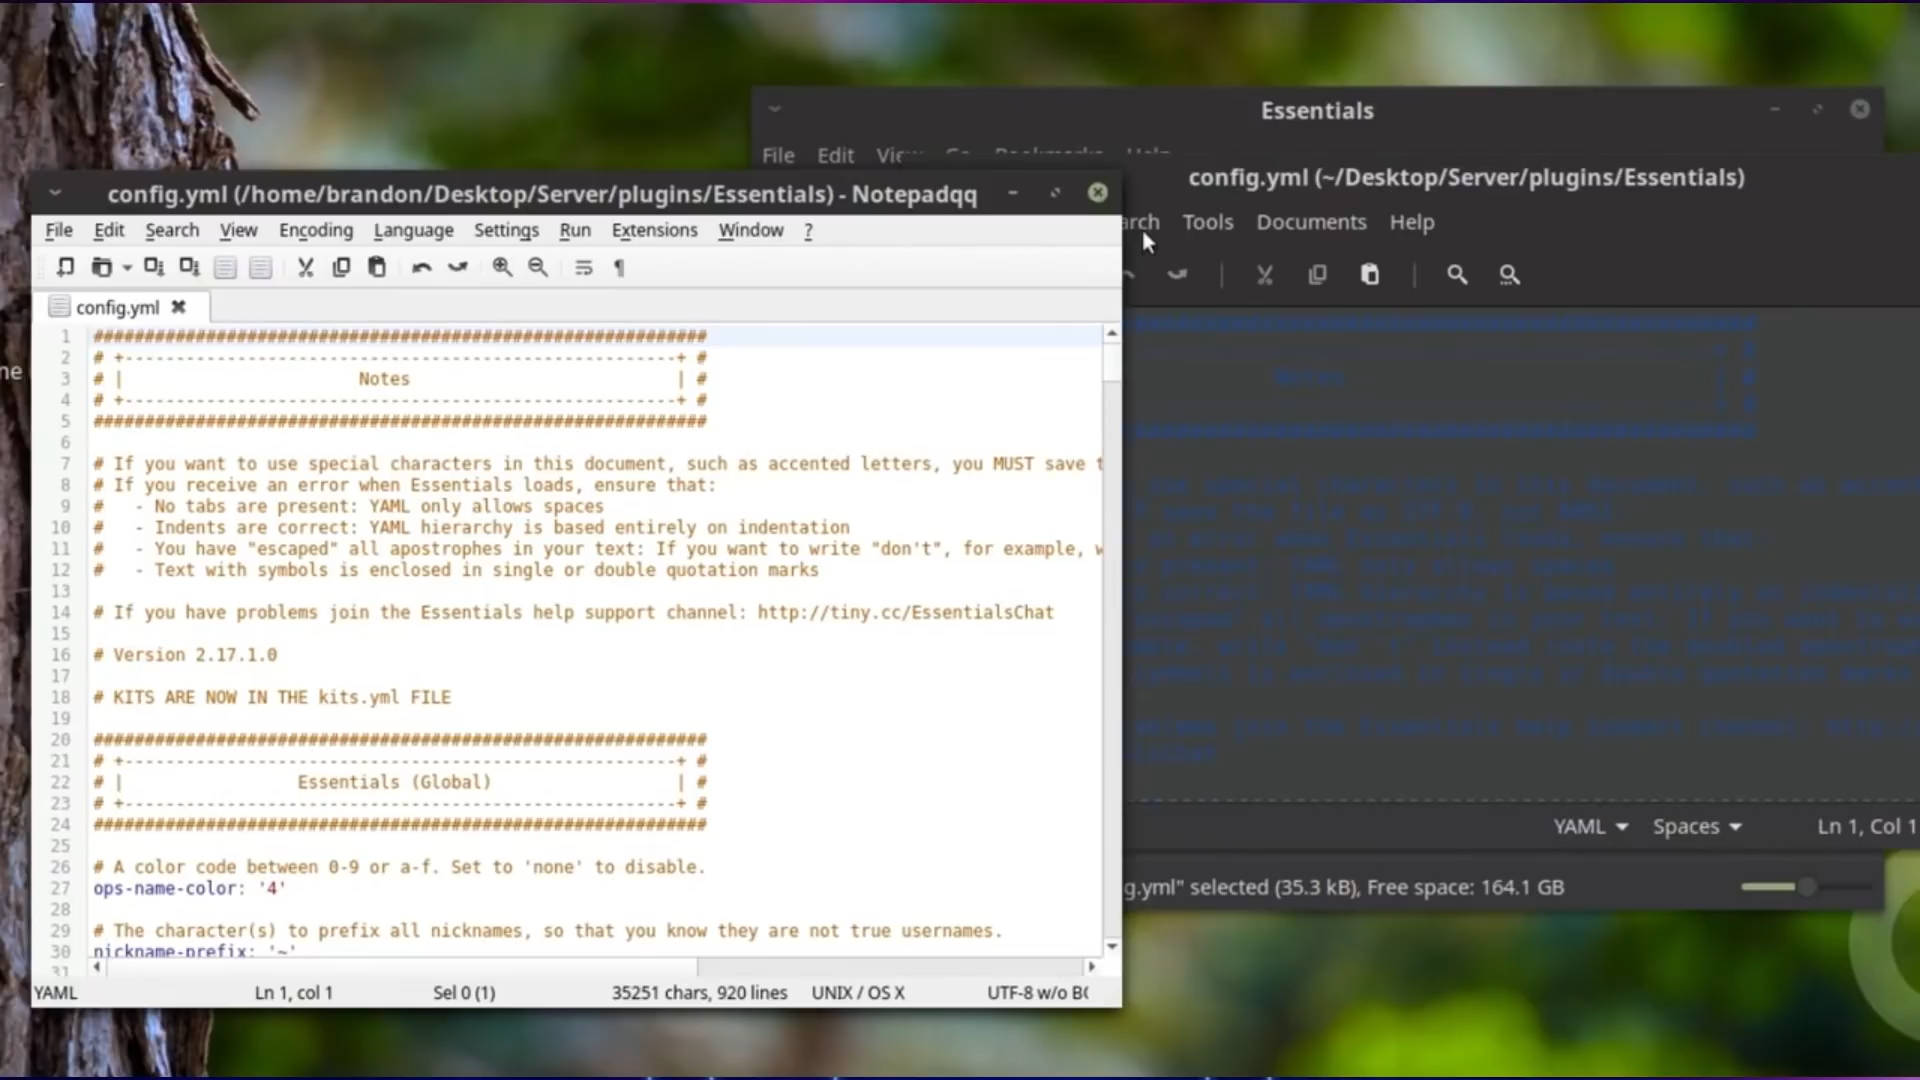 Essentials
File Edit View Go Bookmarks Help
config.yml (~/Desktop/Server/plugins/Essentials)
Tools Documents Help
config.yml (/home/brandon/Desktop/Server/plugins/Essentials) - Notepadqq
File Edit Search View Encoding Language Settings Run Extensions Window ?
config.yml
1 ############################################################
2 # +------------------------------------------------------+ #
3 # |                       Notes                          | #
4 # +------------------------------------------------------+ #
5 ############################################################
6
7 # If you want to use special characters in this document, such as accented letters, you MUST save t
8 # If you receive an error when Essentials loads, ensure that:
9 #   - No tabs are present: YAML only allows spaces
10 #   - Indents are correct: YAML hierarchy is based entirely on indentation
11 #   - You have "escaped" all apostrophes in your text: If you want to write "don't", for example, w
12 #   - Text with symbols is enclosed in single or double quotation marks
13
14 # If you have problems join the Essentials help support channel: http://tiny.cc/EssentialsChat
15
16 # Version 2.17.1.0
17
18 # KITS ARE NOW IN THE kits.yml FILE
19
20 ############################################################
21 # +------------------------------------------------------+ #
22 # |                 Essentials (Global)                  | #
23 # +------------------------------------------------------+ #
24 ############################################################
25
26 # A color code between 0-9 or a-f. Set to 'none' to disable.
27 ops-name-color: '4'
28
29 # The character(s) to prefix all nicknames, so that you know they are not true usernames.
30 nickname-prefix: '~'
31
YAML Ln 1, col 1 Sel 0 (1) 35251 chars, 920 lines UNIX / OS X UTF-8 w/o BO
YAML Spaces Ln 1, Col 1
g.yml" selected (35.3 kB), Free space: 164.1 GB